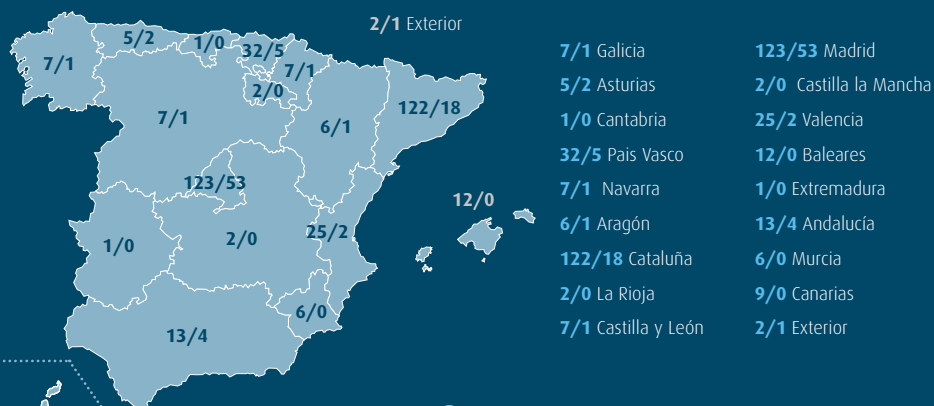 2/1 Exterior
5/2
1/0
32/5
7/1
7/1
2/0
7/1
6/1
122/18
123/53
12/0
1/0
2/0
25/2
6/0
13/4
7/1 Galicia
5/2 Asturias
1/0 Cantabria
32/5 Pais Vasco
7/1 Navarra
6/1 Aragón
122/18 Cataluña
2/0 La Rioja
7/1 Castilla y León
123/53 Madrid
2/0 Castilla la Mancha
25/2 Valencia
12/0 Baleares
1/0 Extremadura
13/4 Andalucía
6/0 Murcia
9/0 Canarias
2/1 Exterior